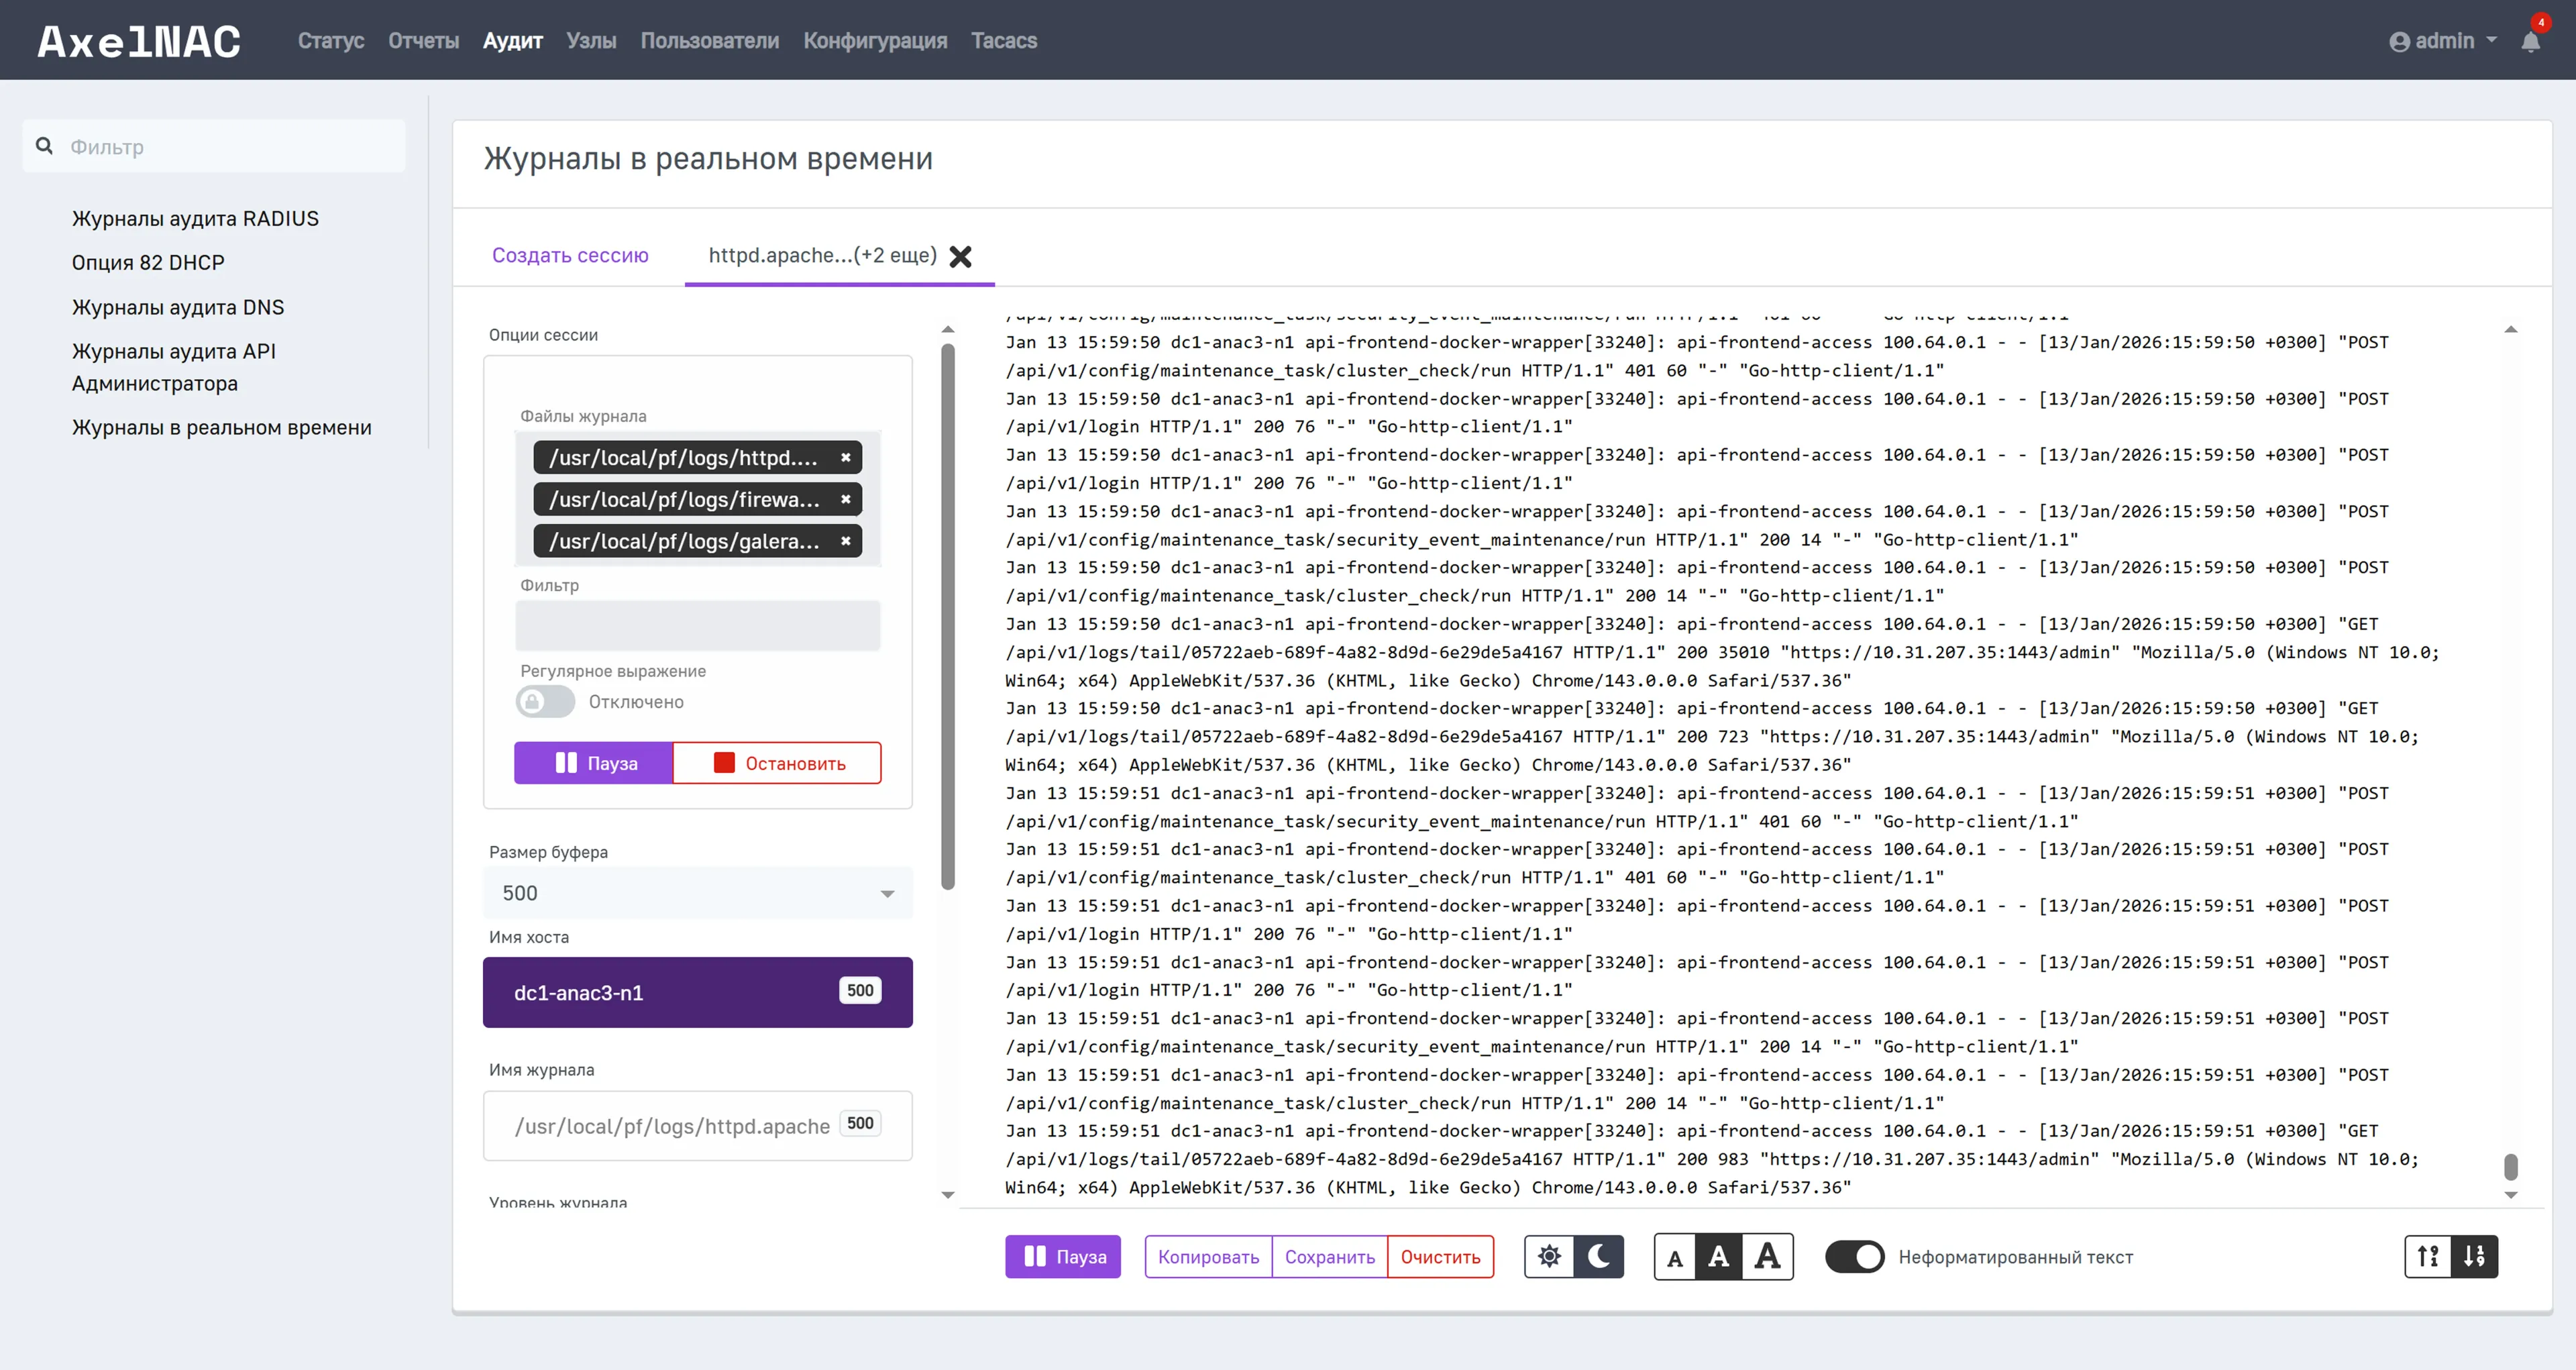 AxelNAC
Статус Отчеты Аудит Узлы Пользователи Конфигурация Tacacs
admin
4
Фильтр
Журналы аудита RADIUS
Опция 82 DHCP
Журналы аудита DNS
Журналы аудита API
Администратора
Журналы в реальном времени
Журналы в реальном времени
Создать сессию
httpd.apache...(+2 еще)
Опции сессии
Файлы журнала
/usr/local/pf/logs/httpd....
/usr/local/pf/logs/firewa...
/usr/local/pf/logs/galera...
Фильтр
Регулярное выражение
Отключено
Пауза
Остановить
Размер буфера
500
Имя хоста
dc1-anac3-n1 500
Имя журнала
/usr/local/pf/logs/httpd.apache 500
Уровень журнала
/api/v1/config/maintenance_task/security_event_maintenance/run HTTP/1.1" 401 60 "-" "Go-http-client/1.1"
Jan 13 15:59:50 dc1-anac3-n1 api-frontend-docker-wrapper[33240]: api-frontend-access 100.64.0.1 - - [13/Jan/2026:15:59:50 +0300] "POST
/api/v1/config/maintenance_task/cluster_check/run HTTP/1.1" 401 60 "-" "Go-http-client/1.1"
Jan 13 15:59:50 dc1-anac3-n1 api-frontend-docker-wrapper[33240]: api-frontend-access 100.64.0.1 - - [13/Jan/2026:15:59:50 +0300] "POST
/api/v1/login HTTP/1.1" 200 76 "-" "Go-http-client/1.1"
Jan 13 15:59:50 dc1-anac3-n1 api-frontend-docker-wrapper[33240]: api-frontend-access 100.64.0.1 - - [13/Jan/2026:15:59:50 +0300] "POST
/api/v1/login HTTP/1.1" 200 76 "-" "Go-http-client/1.1"
Jan 13 15:59:50 dc1-anac3-n1 api-frontend-docker-wrapper[33240]: api-frontend-access 100.64.0.1 - - [13/Jan/2026:15:59:50 +0300] "POST
/api/v1/config/maintenance_task/security_event_maintenance/run HTTP/1.1" 200 14 "-" "Go-http-client/1.1"
Jan 13 15:59:50 dc1-anac3-n1 api-frontend-docker-wrapper[33240]: api-frontend-access 100.64.0.1 - - [13/Jan/2026:15:59:50 +0300] "POST
/api/v1/config/maintenance_task/cluster_check/run HTTP/1.1" 200 14 "-" "Go-http-client/1.1"
Jan 13 15:59:50 dc1-anac3-n1 api-frontend-docker-wrapper[33240]: api-frontend-access 100.64.0.1 - - [13/Jan/2026:15:59:50 +0300] "GET
/api/v1/logs/tail/05722aeb-689f-4a82-8d9d-6e29de5a4167 HTTP/1.1" 200 35010 "https://10.31.207.35:1443/admin" "Mozilla/5.0 (Windows NT 10.0;
Win64; x64) AppleWebKit/537.36 (KHTML, like Gecko) Chrome/143.0.0.0 Safari/537.36"
Jan 13 15:59:50 dc1-anac3-n1 api-frontend-docker-wrapper[33240]: api-frontend-access 100.64.0.1 - - [13/Jan/2026:15:59:50 +0300] "GET
/api/v1/logs/tail/05722aeb-689f-4a82-8d9d-6e29de5a4167 HTTP/1.1" 200 723 "https://10.31.207.35:1443/admin" "Mozilla/5.0 (Windows NT 10.0;
Win64; x64) AppleWebKit/537.36 (KHTML, like Gecko) Chrome/143.0.0.0 Safari/537.36"
Jan 13 15:59:51 dc1-anac3-n1 api-frontend-docker-wrapper[33240]: api-frontend-access 100.64.0.1 - - [13/Jan/2026:15:59:51 +0300] "POST
/api/v1/config/maintenance_task/security_event_maintenance/run HTTP/1.1" 401 60 "-" "Go-http-client/1.1"
Jan 13 15:59:51 dc1-anac3-n1 api-frontend-docker-wrapper[33240]: api-frontend-access 100.64.0.1 - - [13/Jan/2026:15:59:51 +0300] "POST
/api/v1/config/maintenance_task/cluster_check/run HTTP/1.1" 401 60 "-" "Go-http-client/1.1"
Jan 13 15:59:51 dc1-anac3-n1 api-frontend-docker-wrapper[33240]: api-frontend-access 100.64.0.1 - - [13/Jan/2026:15:59:51 +0300] "POST
/api/v1/login HTTP/1.1" 200 76 "-" "Go-http-client/1.1"
Jan 13 15:59:51 dc1-anac3-n1 api-frontend-docker-wrapper[33240]: api-frontend-access 100.64.0.1 - - [13/Jan/2026:15:59:51 +0300] "POST
/api/v1/login HTTP/1.1" 200 76 "-" "Go-http-client/1.1"
Jan 13 15:59:51 dc1-anac3-n1 api-frontend-docker-wrapper[33240]: api-frontend-access 100.64.0.1 - - [13/Jan/2026:15:59:51 +0300] "POST
/api/v1/config/maintenance_task/security_event_maintenance/run HTTP/1.1" 200 14 "-" "Go-http-client/1.1"
Jan 13 15:59:51 dc1-anac3-n1 api-frontend-docker-wrapper[33240]: api-frontend-access 100.64.0.1 - - [13/Jan/2026:15:59:51 +0300] "POST
/api/v1/config/maintenance_task/cluster_check/run HTTP/1.1" 200 14 "-" "Go-http-client/1.1"
Jan 13 15:59:51 dc1-anac3-n1 api-frontend-docker-wrapper[33240]: api-frontend-access 100.64.0.1 - - [13/Jan/2026:15:59:51 +0300] "GET
/api/v1/logs/tail/05722aeb-689f-4a82-8d9d-6e29de5a4167 HTTP/1.1" 200 983 "https://10.31.207.35:1443/admin" "Mozilla/5.0 (Windows NT 10.0;
Win64; x64) AppleWebKit/537.36 (KHTML, like Gecko) Chrome/143.0.0.0 Safari/537.36"
Пауза
Копировать Сохранить Очистить
A A A
Неформатированный текст